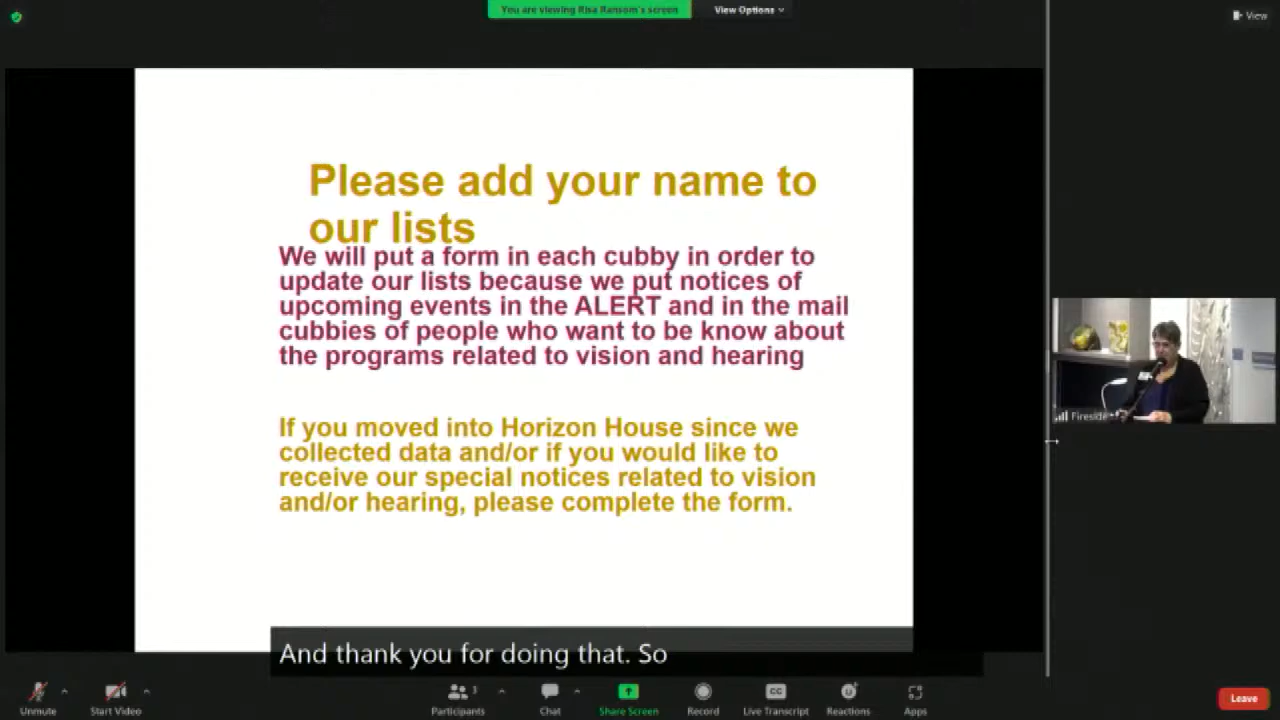 You are viewing Risa Ransom's screen
View Options
View
Please add your name to
our lists
We will put a form in each cubby in order to
update our lists because we put notices of
upcoming events in the ALERT and in the mail
cubbies of people who want to be know about
the programs related to vision and hearing
If you moved into Horizon House since we
collected data and/or if you would like to
receive our special notices related to vision
and/or hearing, please complete the form.
Fireside
And thank you for doing that. So
Unmute
Start Video
Participants
3
Chat
Share Screen
Record
CC
Live Transcript
Reactions
Apps
Leave